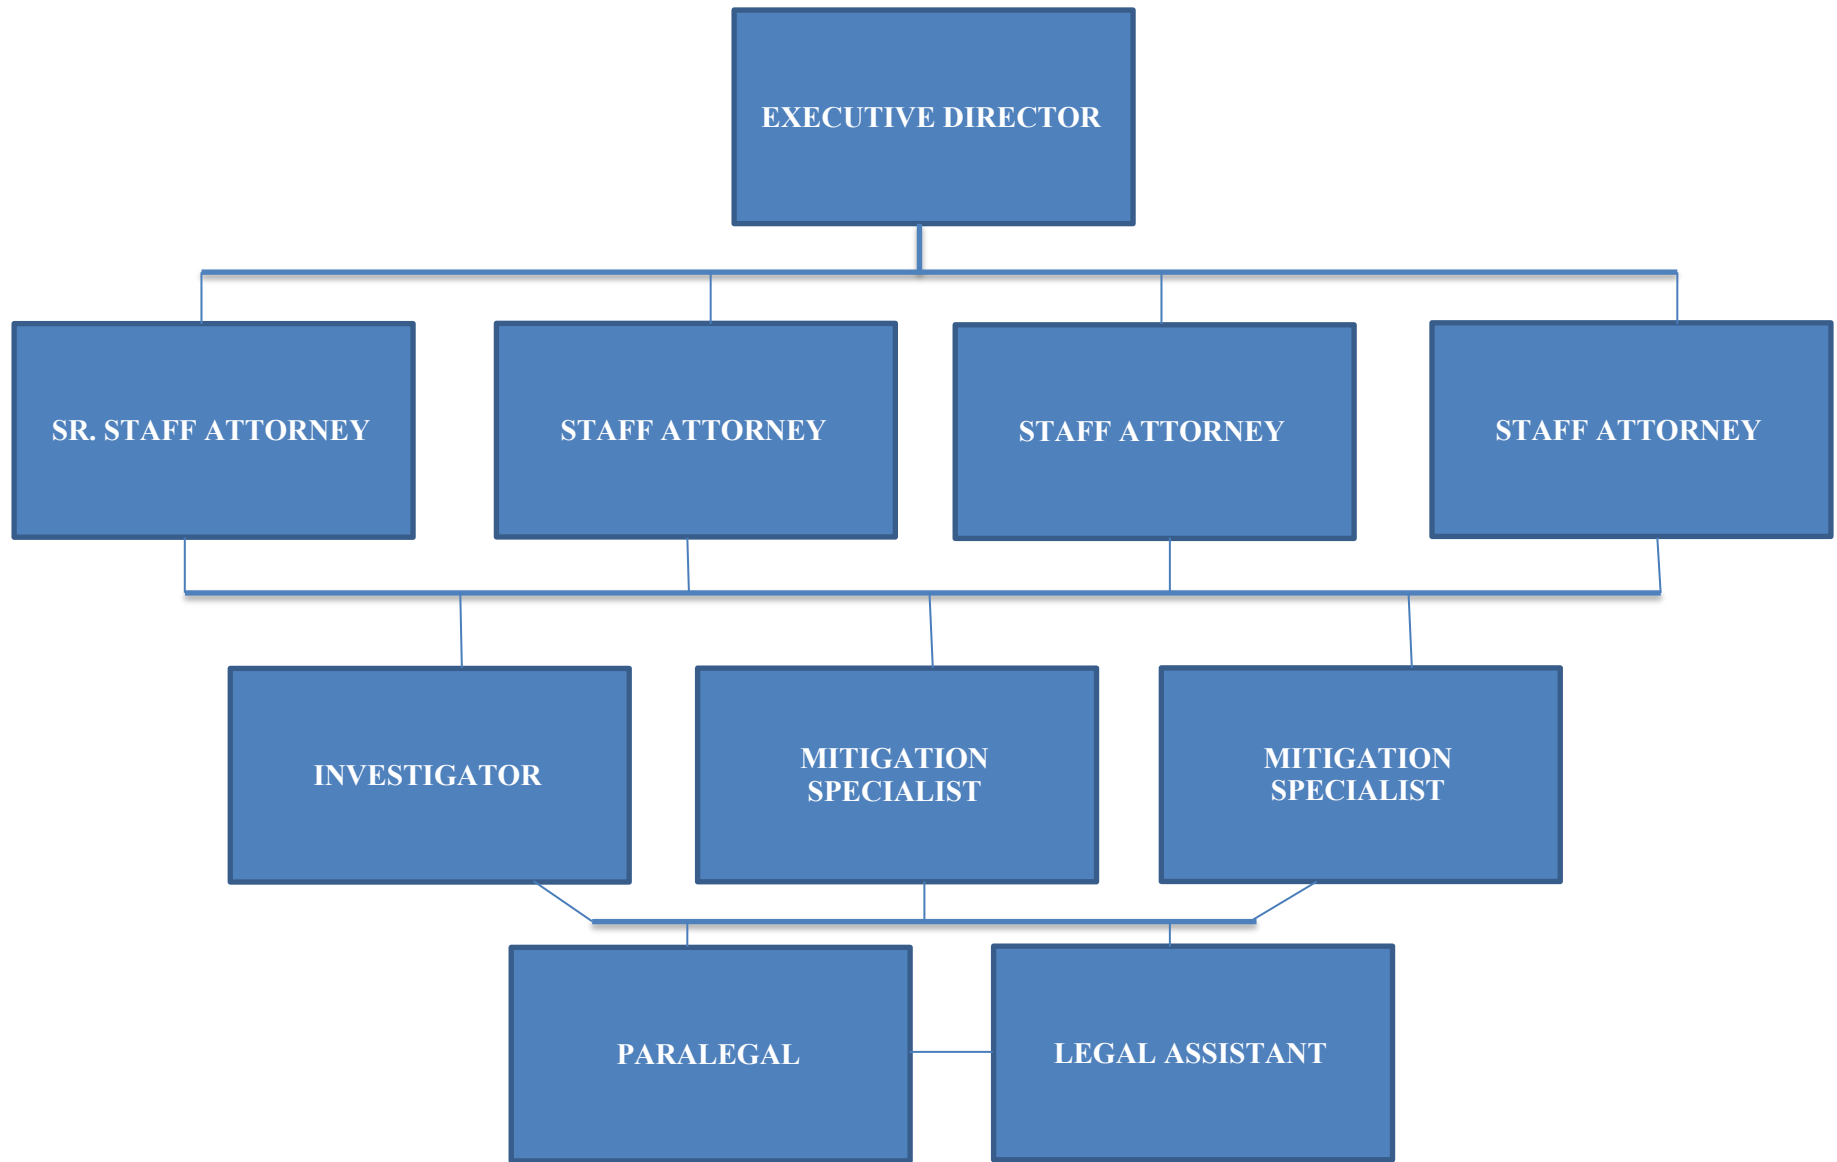 EXECUTIVE DIRECTOR
SR. STAFF ATTORNEY
STAFF ATTORNEY
STAFF ATTORNEY
STAFF ATTORNEY
INVESTIGATOR
MITIGATION
SPECIALIST
MITIGATION
SPECIALIST
PARALEGAL
LEGAL ASSISTANT